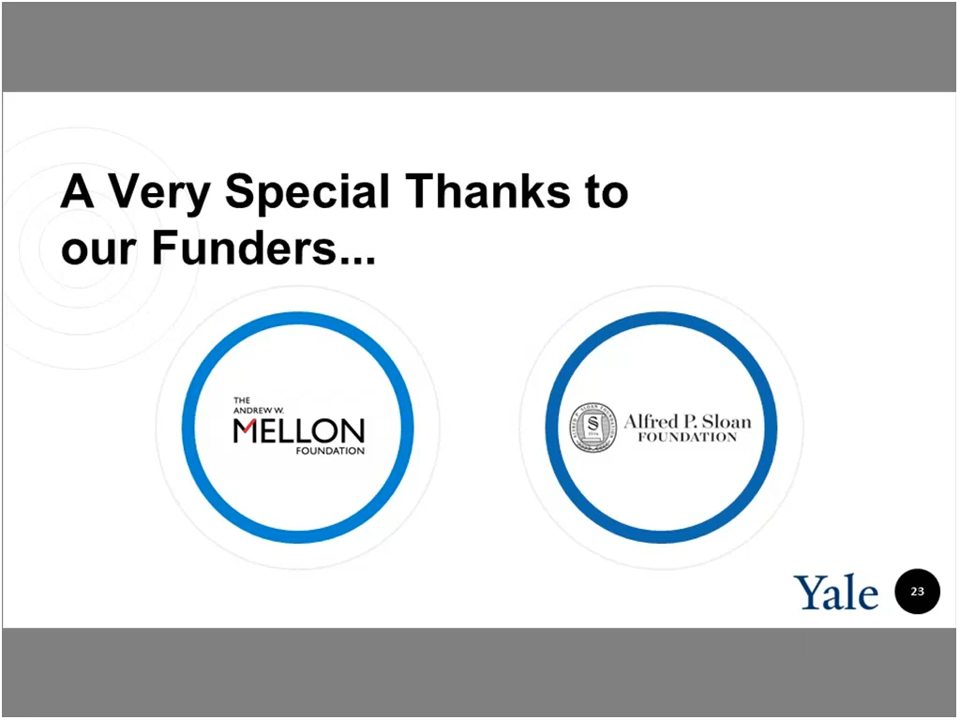 A Very Special Thanks to
our Funders...
THE
ANDREW W.
MELLON
FOUNDATION
Alfred P. Sloan
FOUNDATION
Yale
23